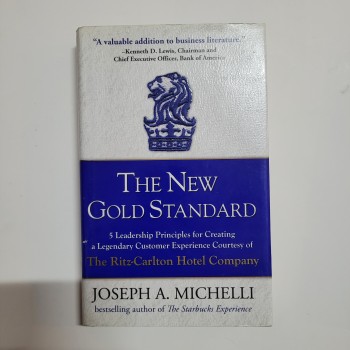 "A valuable addition to business literature."
–Kenneth D. Lewis, Chairman and
Chief Executive Officer, Bank of America
THE NEW
GOLD STANDARD
5 Leadership Principles for Creating
a Legendary Customer Experience Courtesy of
The Ritz-Carlton Hotel Company
JOSEPH A. MICHELLI
bestselling author of The Starbucks Experience